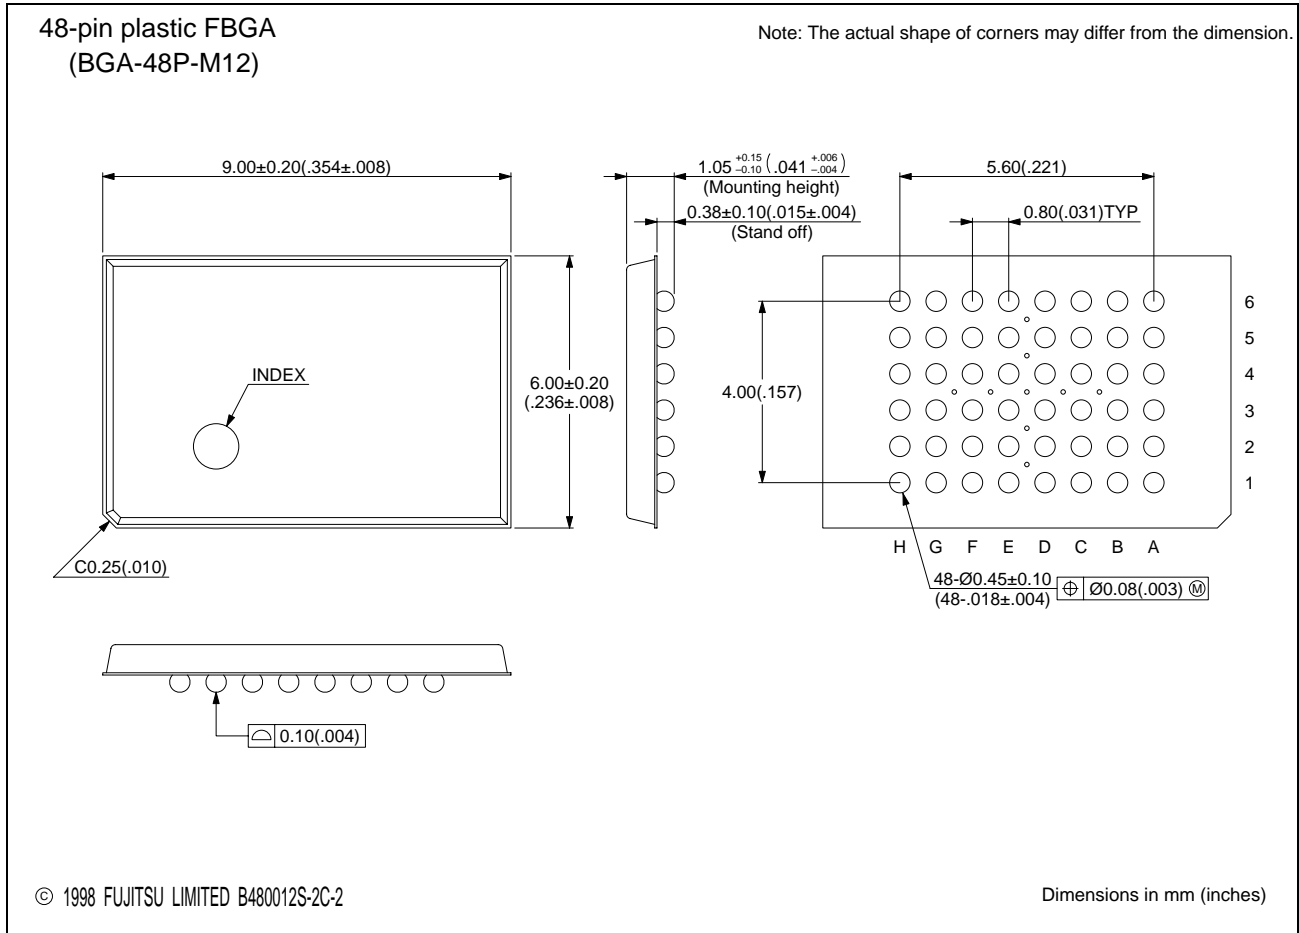 48-pin plastic FBGA
(BGA-48P-M12)
Note: The actual shape of corners may differ from the dimension.
9.00±0.20(.354±.008)
1.05 +0.15 –0.10 (.041 +.006 –.004)
(Mounting height)
0.38±0.10(.015±.004)
(Stand off)
5.60(.221)
0.80(.031)TYP
INDEX
6.00±0.20
(.236±.008)
4.00(.157)
6
5
4
3
2
1
H G F E D C B A
C0.25(.010)
48-Ø0.45±0.10
(48-.018±.004)
⌖ Ø0.08(.003) Ⓜ
⌓ 0.10(.004)
© 1998 FUJITSU LIMITED B480012S-2C-2
Dimensions in mm (inches)